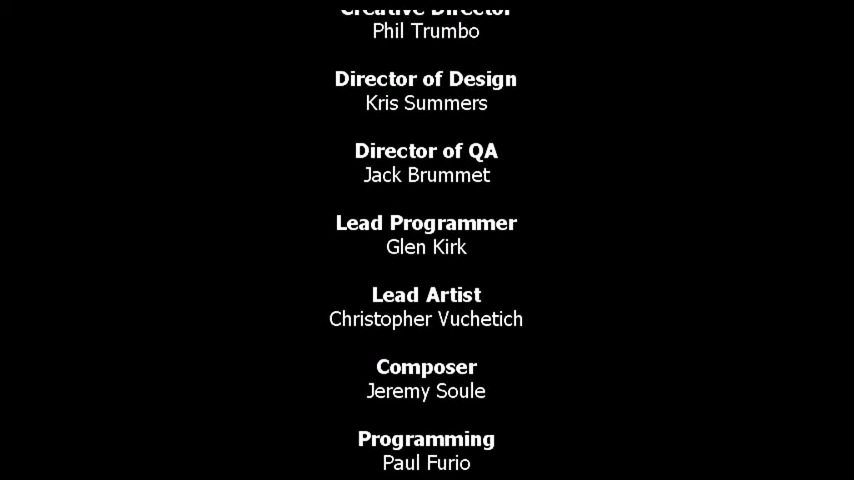 Creative Director
Phil Trumbo
Director of Design
Kris Summers
Director of QA
Jack Brummet
Lead Programmer
Glen Kirk
Lead Artist
Christopher Vuchetich
Composer
Jeremy Soule
Programming
Paul Furio